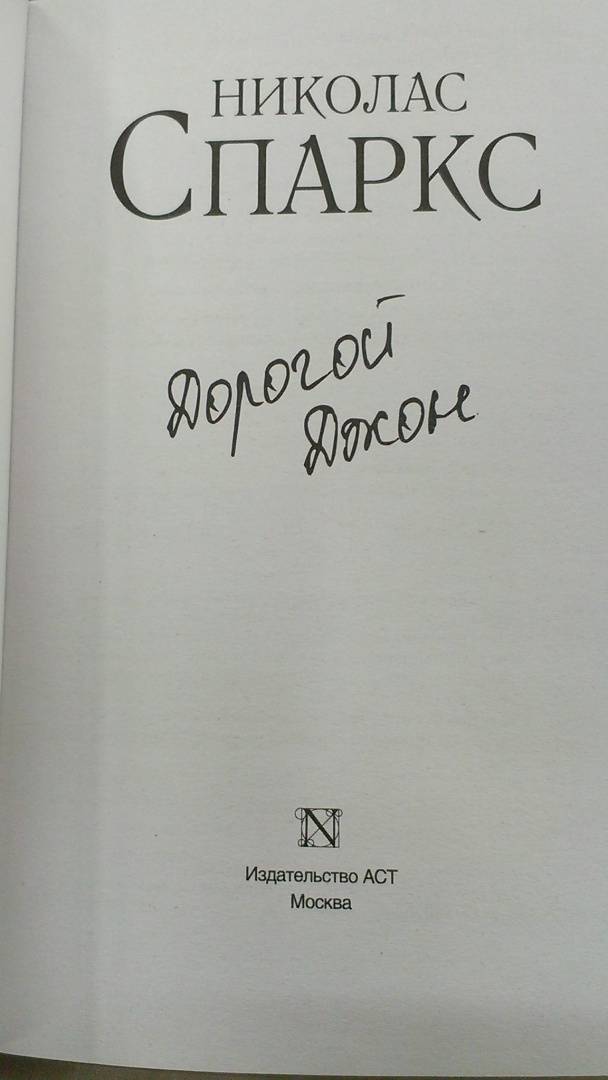 НИКОЛАС
СПАРКС
Дорогой
Джон
N
Издательство АСТ
Москва